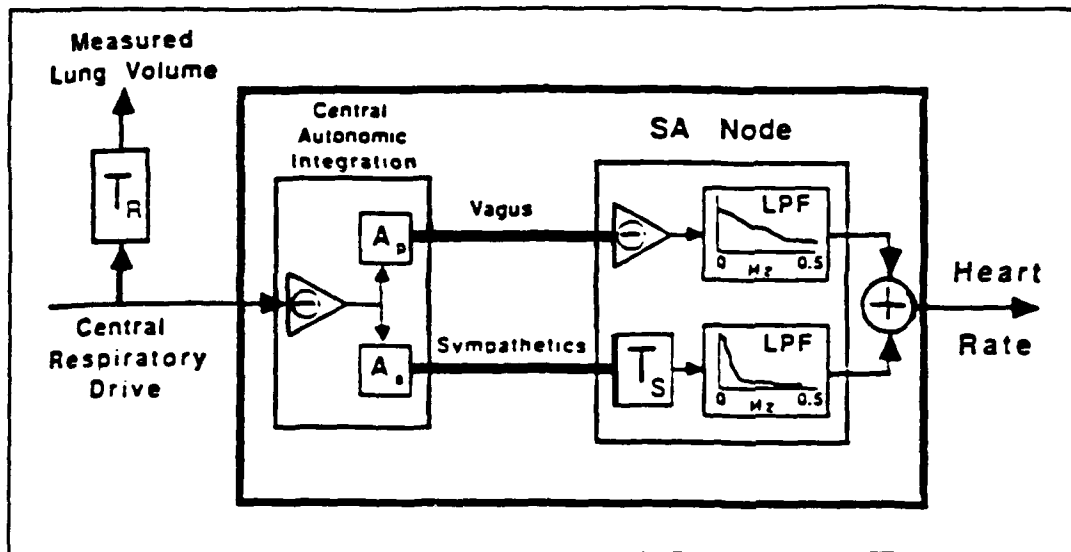 Measured
Lung Volume
T_R
Central
Respiratory
Drive
Central
Autonomic
Integration
(−)
A_p
A_s
Vagus
Sympathetics
SA Node
(−)
LPF
0 Hz 0.5
T_S
LPF
0 Hz 0.5
+
Heart
Rate